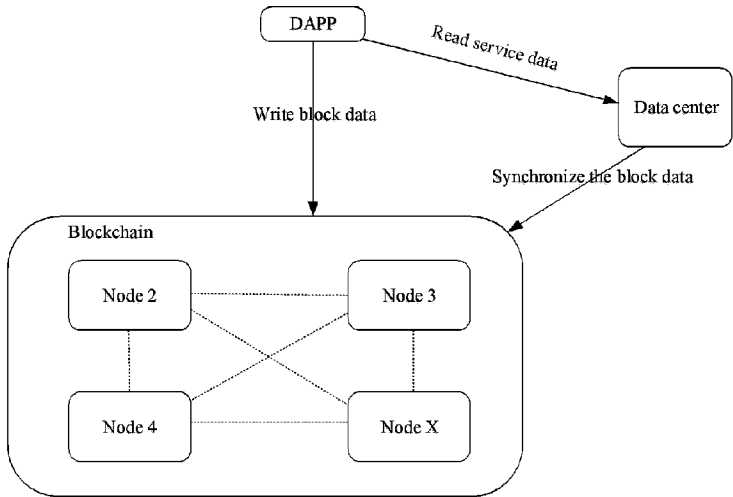 DAPP
Read service data
Write block data
Data center
Synchronize the block data
Blockchain
Node 2
Node 3
Node 4
Node X